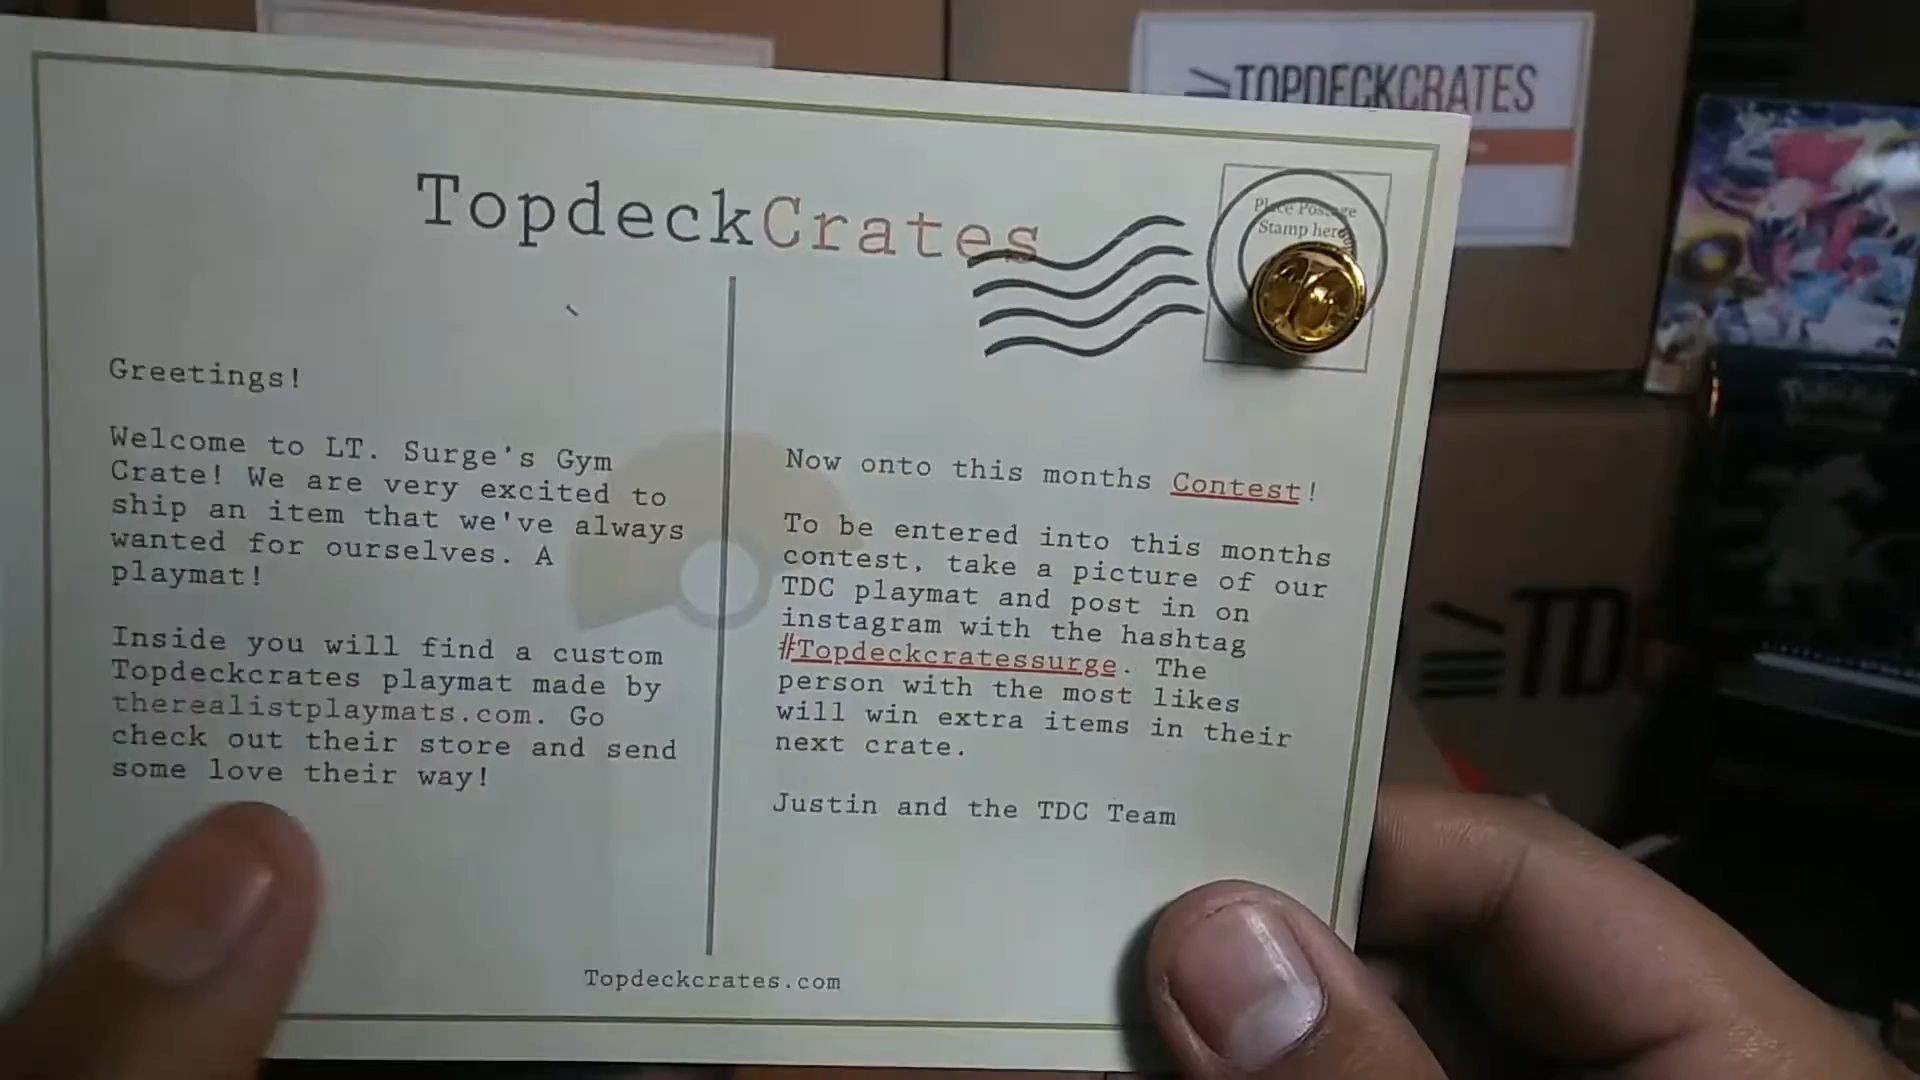 TOPDECKCRATES
TopdeckCrates
Place Postage
Stamp here
Greetings!
Welcome to LT. Surge's Gym
Crate! We are very excited to
ship an item that we've always
wanted for ourselves. A
playmat!
Inside you will find a custom
Topdeckcrates playmat made by
therealistplaymats.com. Go
check out their store and send
some love their way!
Now onto this months Contest!
To be entered into this months
contest, take a picture of our
TDC playmat and post in on
instagram with the hashtag
#Topdeckcratessurge. The
person with the most likes
will win extra items in their
next crate.
Justin and the TDC Team
Topdeckcrates.com
TD